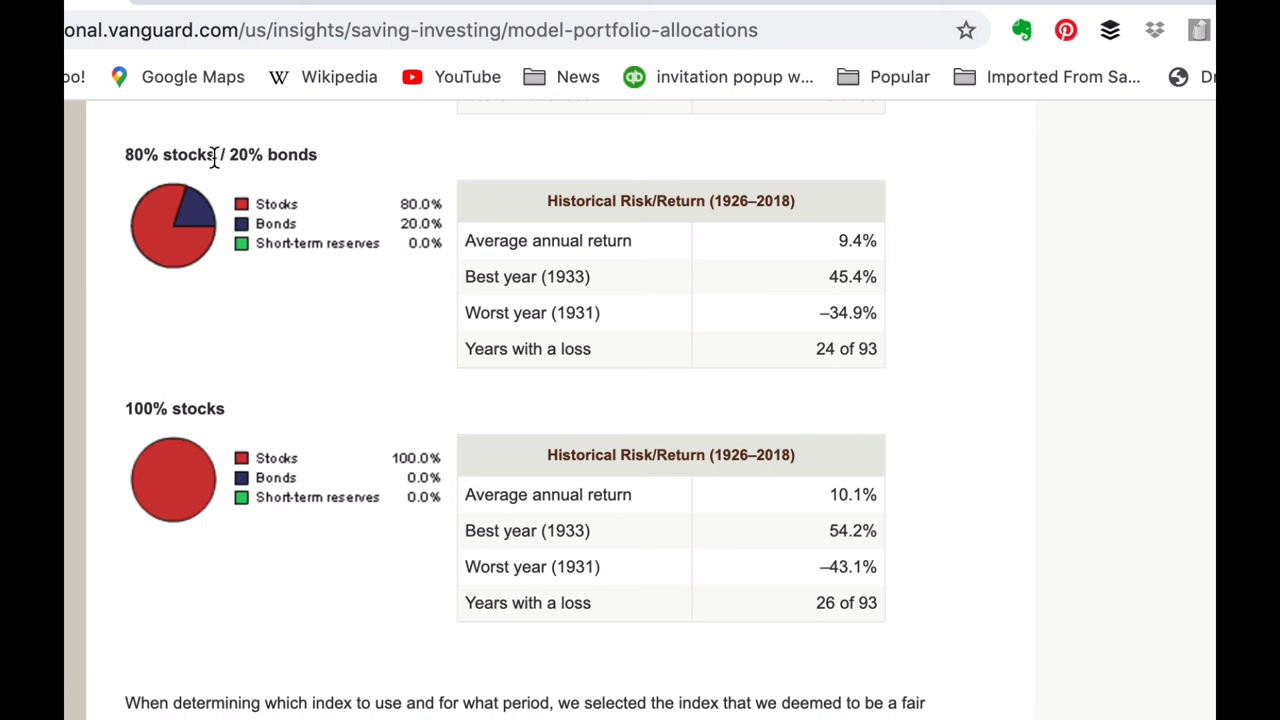 onal.vanguard.com/us/insights/saving-investing/model-portfolio-allocations
oo! Google Maps W Wikipedia YouTube News qb invitation popup w... Popular Imported From Sa... Dr
80% stocks / 20% bonds
Stocks 80.0%
Bonds 20.0%
Short-term reserves 0.0%
Historical Risk/Return (1926–2018)
Average annual return 9.4%
Best year (1933) 45.4%
Worst year (1931) –34.9%
Years with a loss 24 of 93
100% stocks
Stocks 100.0%
Bonds 0.0%
Short-term reserves 0.0%
Historical Risk/Return (1926–2018)
Average annual return 10.1%
Best year (1933) 54.2%
Worst year (1931) –43.1%
Years with a loss 26 of 93
When determining which index to use and for what period, we selected the index that we deemed to be a fair